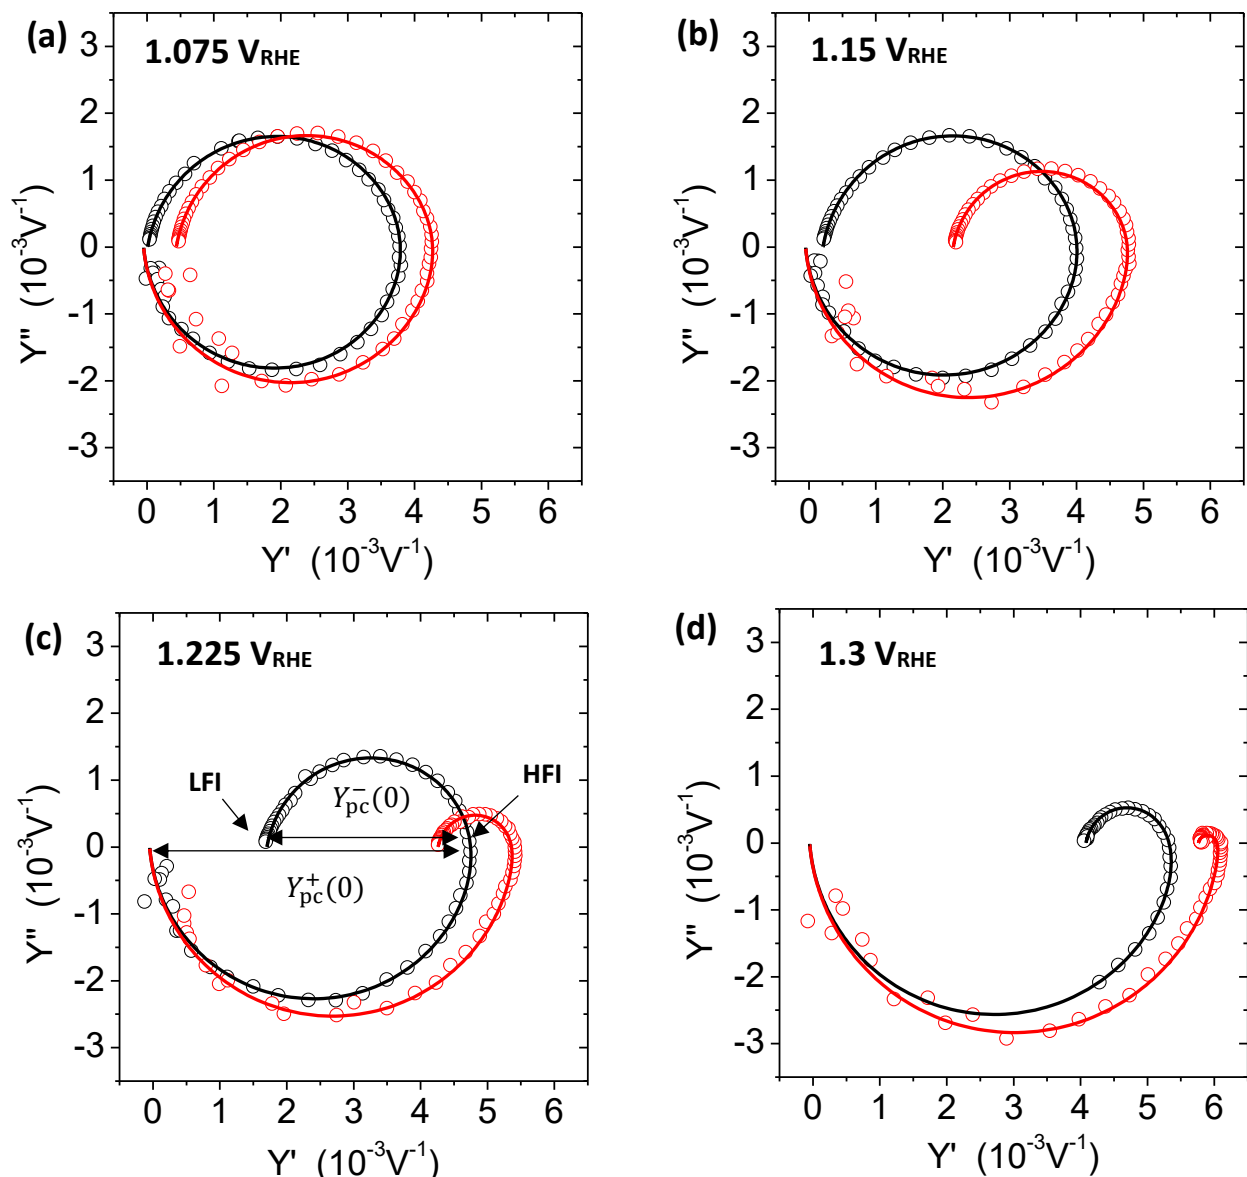 (a)
1.075 VRHE
3
2
1
0
-1
-2
-3
Y'' (10-3V-1)
0 1 2 3 4 5 6
Y' (10-3V-1)
(b)
1.15 VRHE
3
2
1
0
-1
-2
-3
Y'' (10-3V-1)
0 1 2 3 4 5 6
Y' (10-3V-1)
(c)
1.225 VRHE
3
2
1
0
-1
-2
-3
Y'' (10-3V-1)
LFI
HFI
Y−pc(0)
Y+pc(0)
0 1 2 3 4 5 6
Y' (10-3V-1)
(d)
1.3 VRHE
3
2
1
0
-1
-2
-3
Y'' (10-3V-1)
0 1 2 3 4 5 6
Y' (10-3V-1)